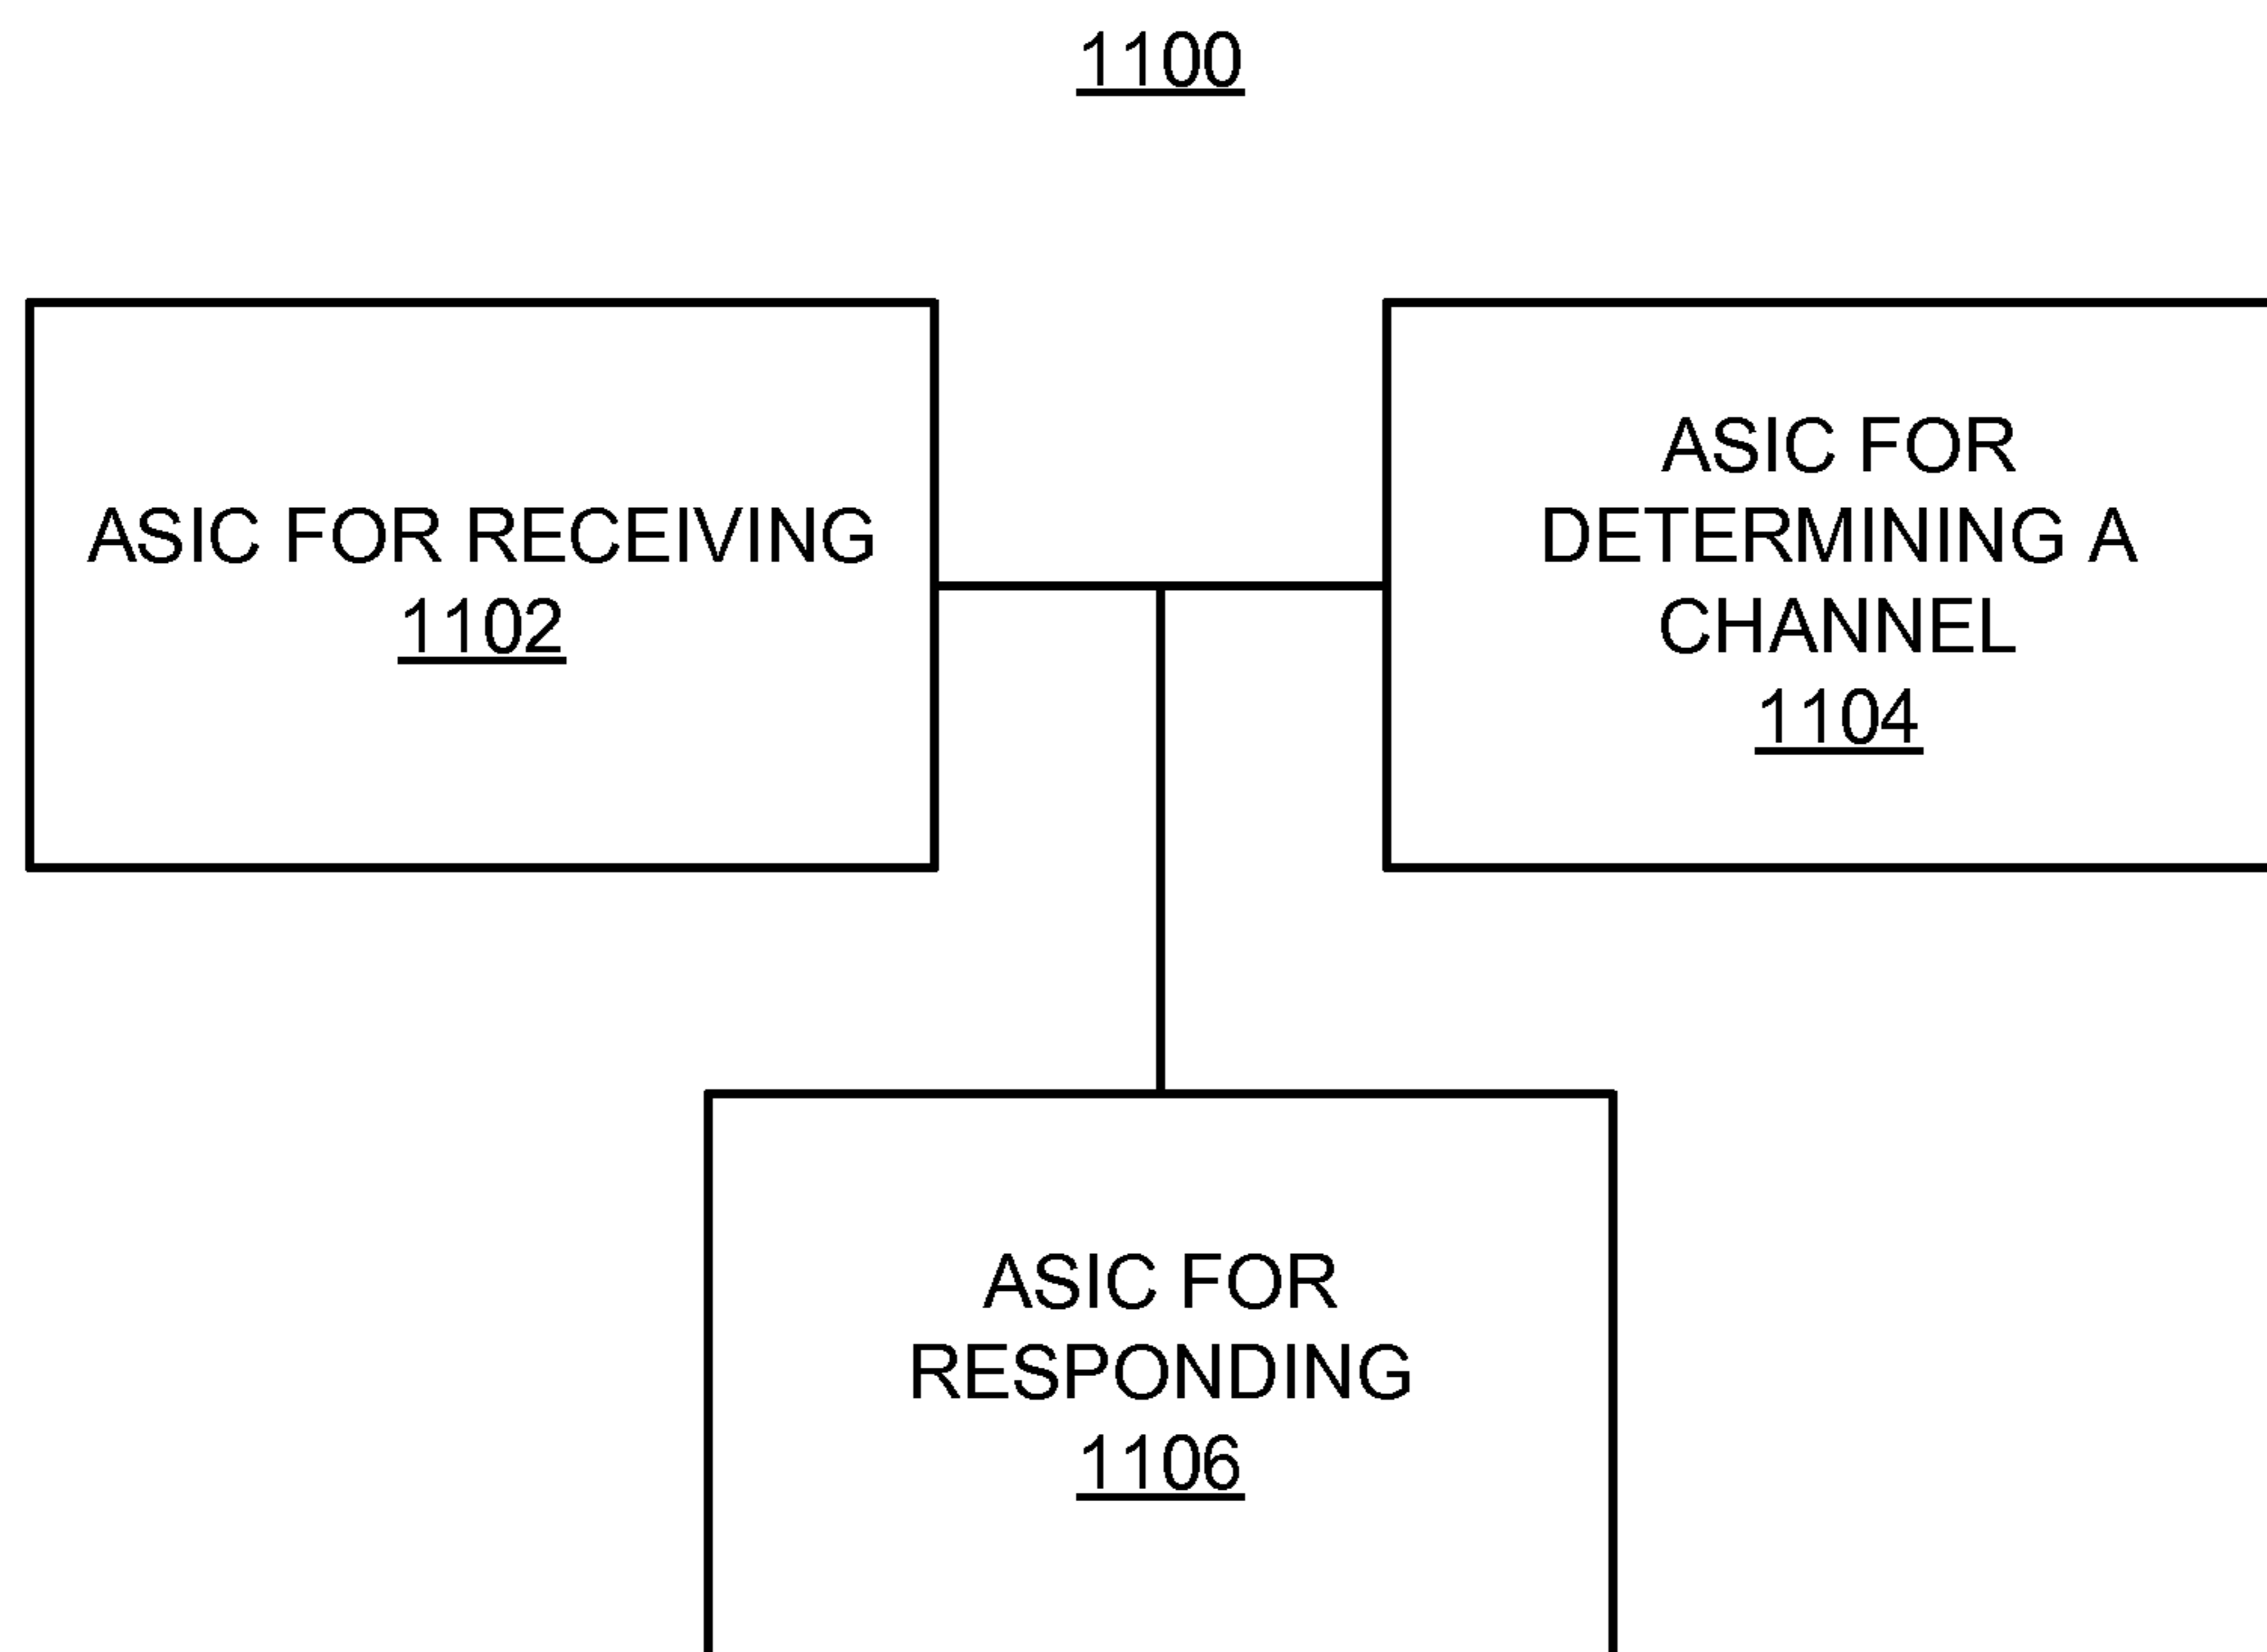 1100
ASIC FOR RECEIVING
1102
ASIC FOR
DETERMINING A
CHANNEL
1104
ASIC FOR
RESPONDING
1106